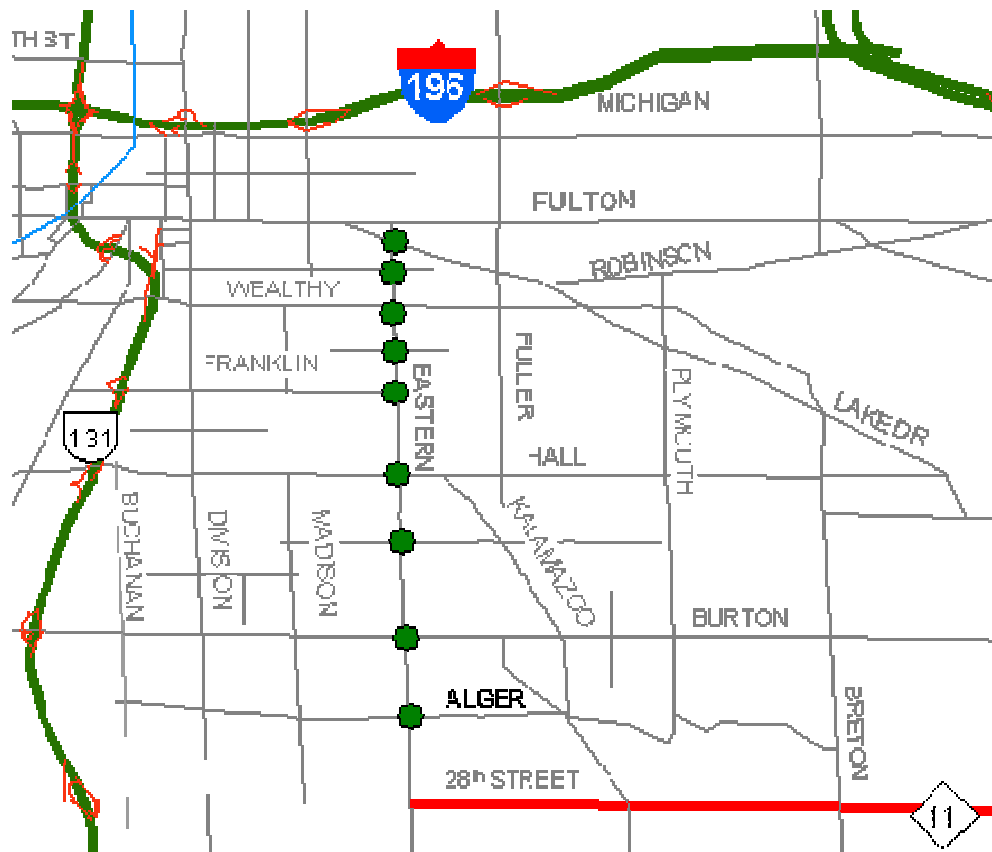 TH ST
196
MICHIGAN
FULTON
ROBINSON
WEALTHY
FRANKLIN
FULLER
EASTERN
PLYMOUTH
LAKE DR
131
HALL
BUCHANAN
DIVISION
MADISON
KALAMAZOO
BURTON
ALGER
BRETON
28th STREET
11